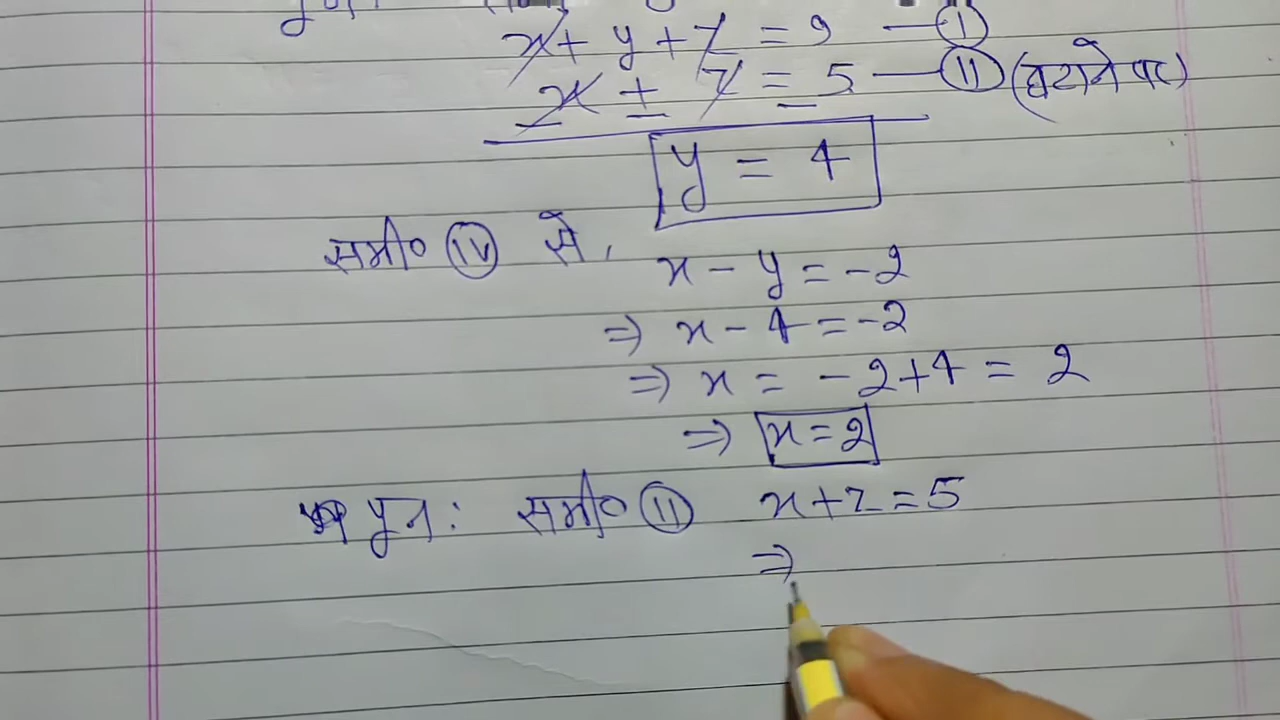 x + y + z = 9 — I
x + z = 5 — II (घटाने पर)
y = 4
समी० IV से, x - y = -2
⇒ x - 4 = -2
⇒ x = -2 + 4 = 2
⇒ x = 2
पुन: समी० II x + z = 5
⇒